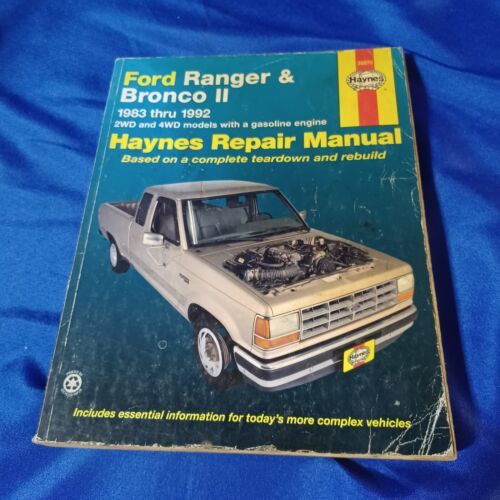 Ford Ranger &
Bronco II
1983 thru 1992
2WD and 4WD models with a gasoline engine
Haynes Repair Manual
Based on a complete teardown and rebuild
Haynes
Haynes
Includes essential information for today's more complex vehicles